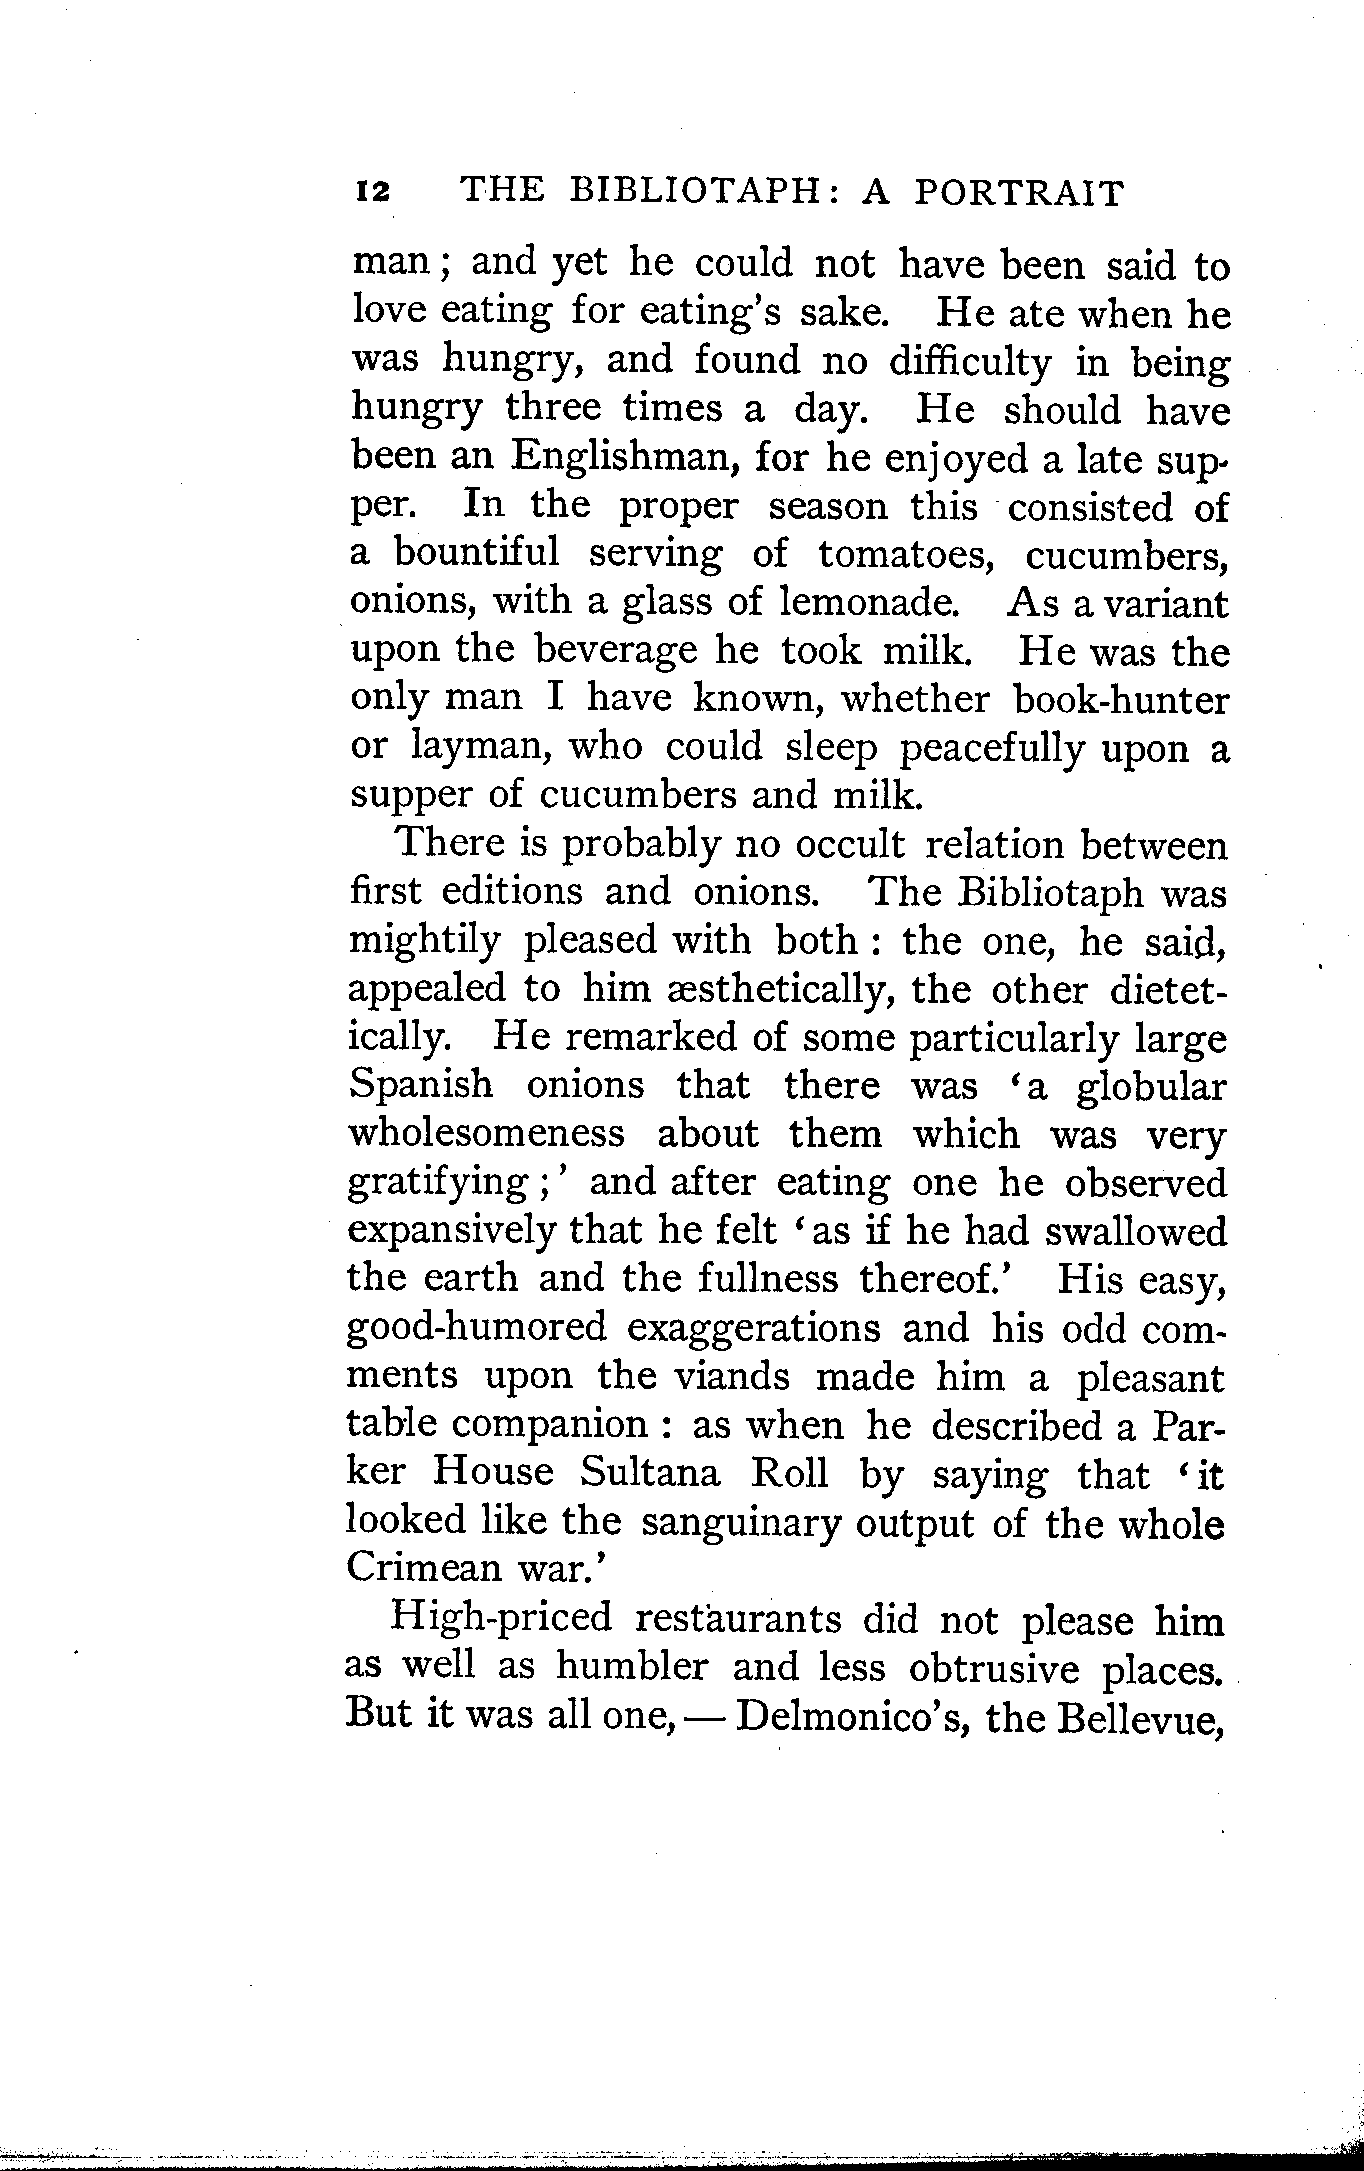 12 THE BIBLIOTAPH: A PORTRAIT
man; and yet he could not have been said to
love eating for eating's sake. He ate when he
was hungry, and found no difficulty in being
hungry three times a day. He should have
been an Englishman, for he enjoyed a late sup-
per. In the proper season this consisted of
a bountiful serving of tomatoes, cucumbers,
onions, with a glass of lemonade. As a variant
upon the beverage he took milk. He was the
only man I have known, whether book-hunter
or layman, who could sleep peacefully upon a
supper of cucumbers and milk.
There is probably no occult relation between
first editions and onions. The Bibliotaph was
mightily pleased with both: the one, he said,
appealed to him æsthetically, the other dietet-
ically. He remarked of some particularly large
Spanish onions that there was 'a globular
wholesomeness about them which was very
gratifying;' and after eating one he observed
expansively that he felt 'as if he had swallowed
the earth and the fullness thereof.' His easy,
good-humored exaggerations and his odd com-
ments upon the viands made him a pleasant
table companion: as when he described a Par-
ker House Sultana Roll by saying that 'it
looked like the sanguinary output of the whole
Crimean war.'
High-priced restaurants did not please him
as well as humbler and less obtrusive places.
But it was all one,— Delmonico's, the Bellevue,